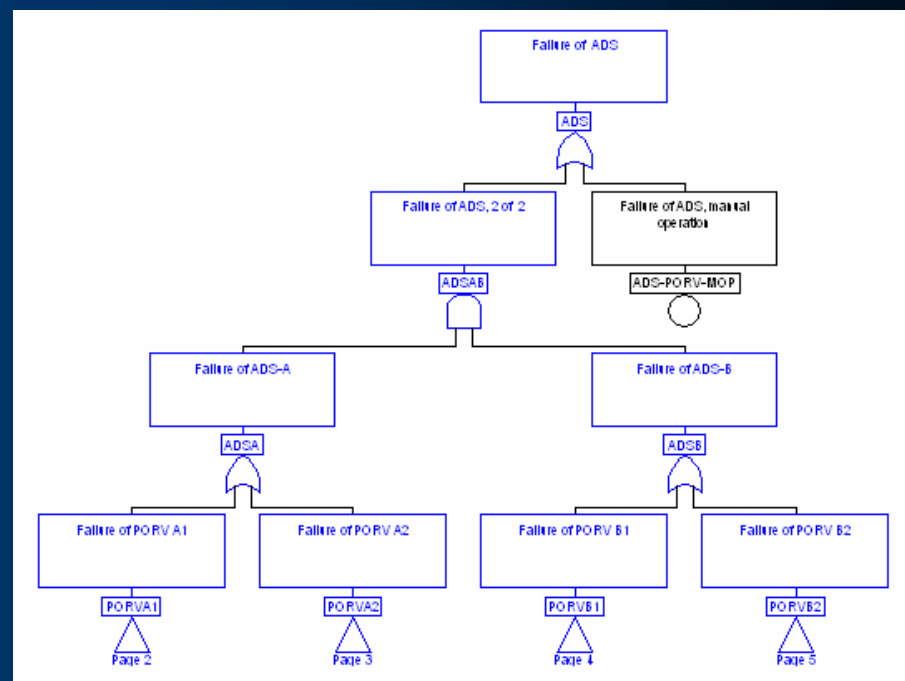 Failure of ADS
ADS
Failure of ADS, 2 of 2
Failure of ADS, manual
operation
ADSAB
ADS-PORV-MOP
Failure of ADS-A
Failure of ADS-B
ADSA
ADSB
Failure of PORV A1
Failure of PORV A2
Failure of PORV B1
Failure of PORV B2
PORVA1
PORVA2
PORVB1
PORVB2
Page 2
Page 3
Page 4
Page 5